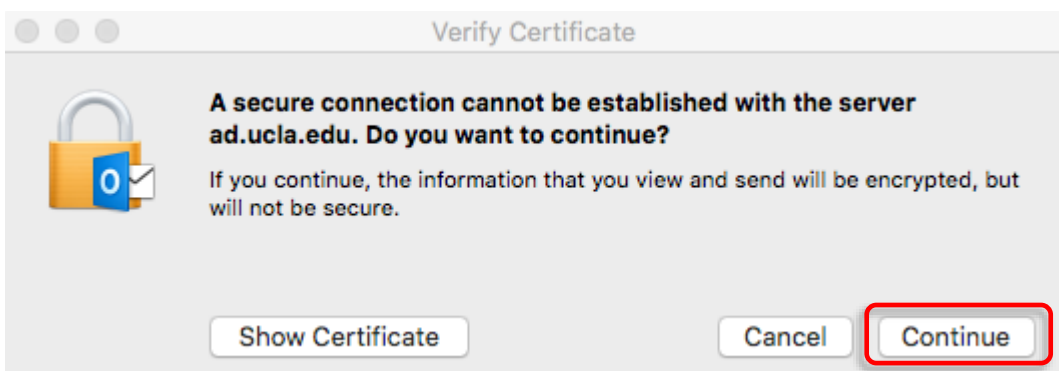 Verify Certificate
A secure connection cannot be established with the server
ad.ucla.edu. Do you want to continue?
If you continue, the information that you view and send will be encrypted, but
will not be secure.
Show Certificate Cancel Continue